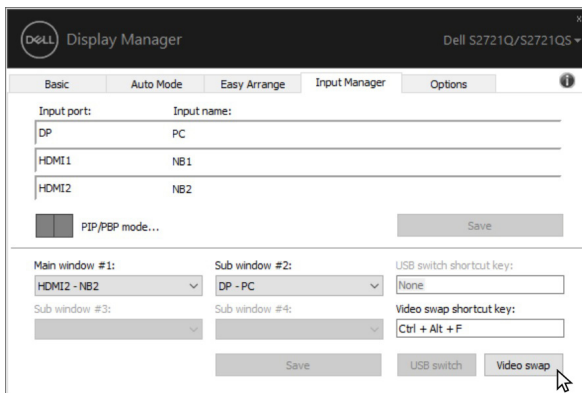 DELL Display Manager Dell S2721Q/S2721QS
Basic Auto Mode Easy Arrange Input Manager Options
Input port: Input name:
DP PC
HDMI1 NB1
HDMI2 NB2
PIP/PBP mode... Save
Main window #1: Sub window #2: USB switch shortcut key:
HDMI2 - NB2 DP - PC None
Sub window #3: Sub window #4: Video swap shortcut key:
Ctrl + Alt + F
Save USB switch Video swap